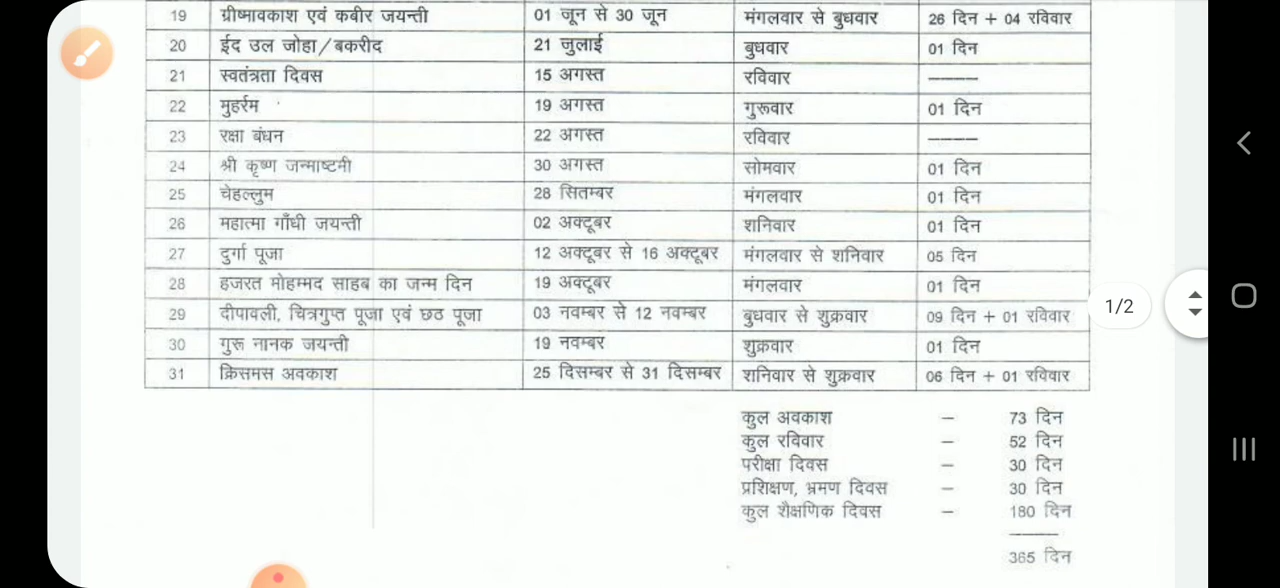 19 ग्रीष्मावकाश एवं कबीर जयन्ती 01 जून से 30 जून मंगलवार से बुधवार 26 दिन + 04 रविवार
20 ईद उल जोहा/बकरीद 21 जुलाई बुधवार 01 दिन
21 स्वतंत्रता दिवस 15 अगस्त रविवार ———
22 मुहर्रम 19 अगस्त गुरूवार 01 दिन
23 रक्षा बंधन 22 अगस्त रविवार ———
24 श्री कृष्ण जन्माष्टमी 30 अगस्त सोमवार 01 दिन
25 चेहल्लुम 28 सितम्बर मंगलवार 01 दिन
26 महात्मा गाँधी जयन्ती 02 अक्टूबर शनिवार 01 दिन
27 दुर्गा पूजा 12 अक्टूबर से 16 अक्टूबर मंगलवार से शनिवार 05 दिन
28 हजरत मोहम्मद साहब का जन्म दिन 19 अक्टूबर मंगलवार 01 दिन
29 दीपावली, चित्रगुप्त पूजा एवं छठ पूजा 03 नवम्बर से 12 नवम्बर बुधवार से शुक्रवार 09 दिन + 01 रविवार
1/2
30 गुरू नानक जयन्ती 19 नवम्बर शुक्रवार 01 दिन
31 क्रिसमस अवकाश 25 दिसम्बर से 31 दिसम्बर शनिवार से शुक्रवार 06 दिन + 01 रविवार
कुल अवकाश — 73 दिन
कुल रविवार — 52 दिन
परीक्षा दिवस — 30 दिन
प्रशिक्षण, भ्रमण दिवस — 30 दिन
कुल शैक्षणिक दिवस — 180 दिन
365 दिन